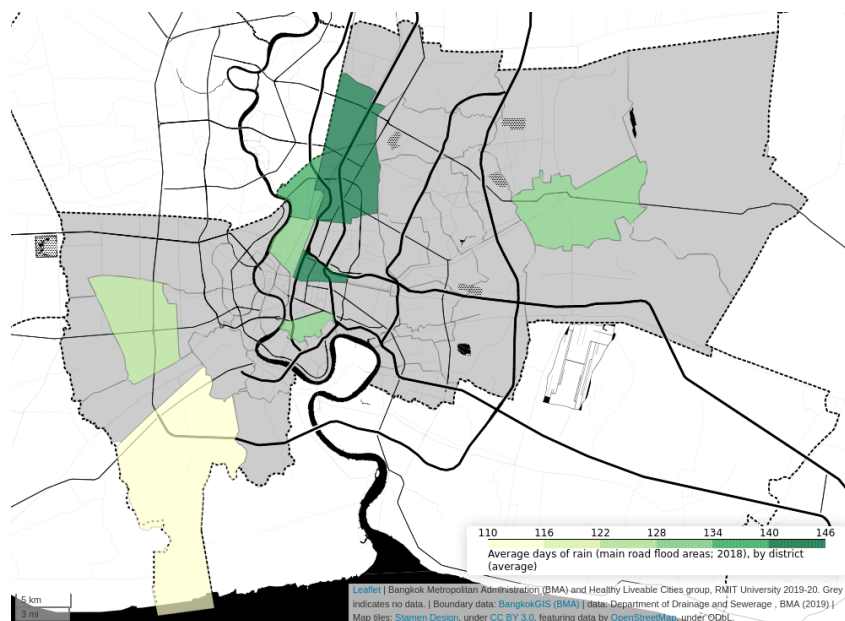 110 116 122 128 134 140 146
Average days of rain (main road flood areas; 2018), by district
(average)
5 km
3 mi
Leaflet | Bangkok Metropolitan Administration (BMA) and Healthy Liveable Cities group, RMIT University 2019-20. Grey
indicates no data. | Boundary data: BangkokGIS (BMA) | data: Department of Drainage and Sewerage , BMA (2019) |
Map tiles: Stamen Design, under CC BY 3.0, featuring data by OpenStreetMap, under ODbL.